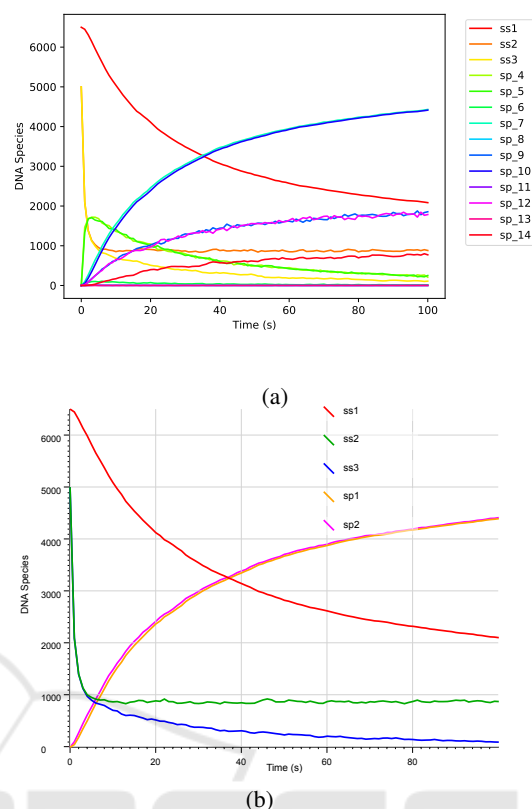 6000
5000
4000
3000
2000
1000
0
DNA Species
0 20 40 60 80 100
Time (s)
ss1
ss2
ss3
sp_4
sp_5
sp_6
sp_7
sp_8
sp_9
sp_10
sp_11
sp_12
sp_13
sp_14
(a)
6000
5000
4000
3000
2000
1000
0
DNA Species
0 20 40 60 80
Time (s)
ss1
ss2
ss3
sp1
sp2
(b)